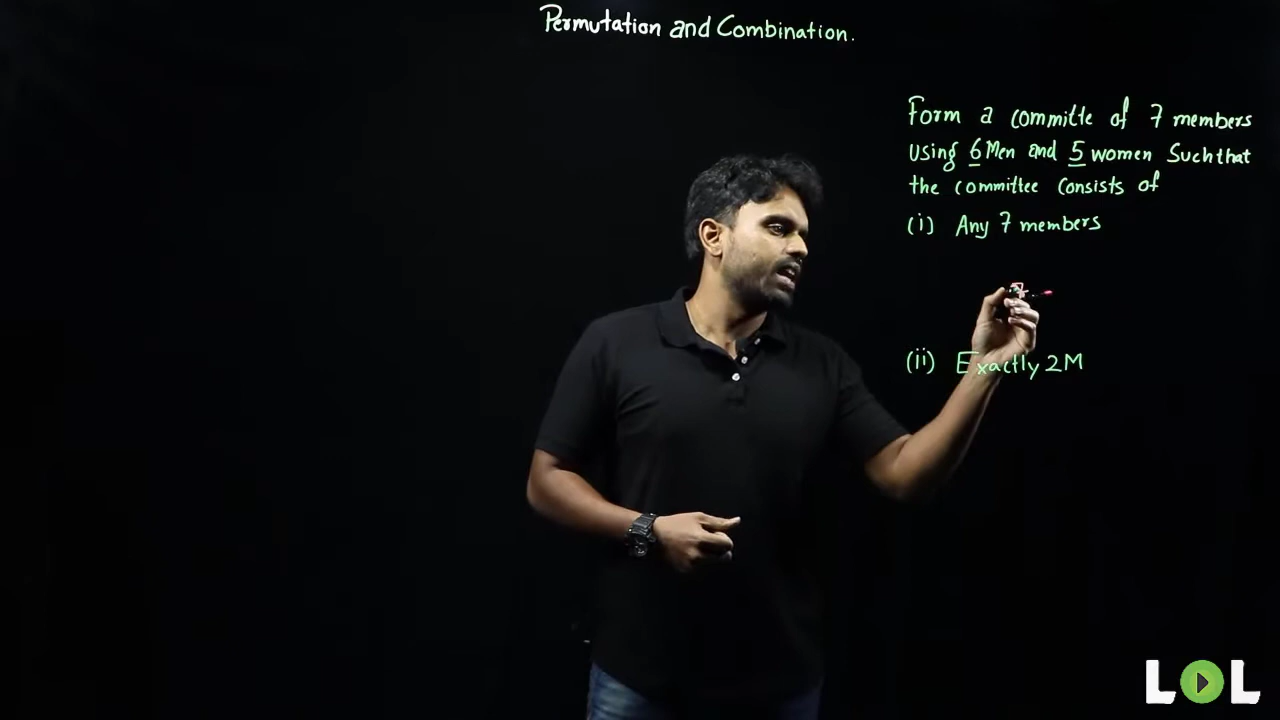 Permutation and Combination.
Form a committe of 7 members
using 6 Men and 5 women Such that
the committee consists of
(i) Any 7 members
(ii) Exactly 2M
LOL